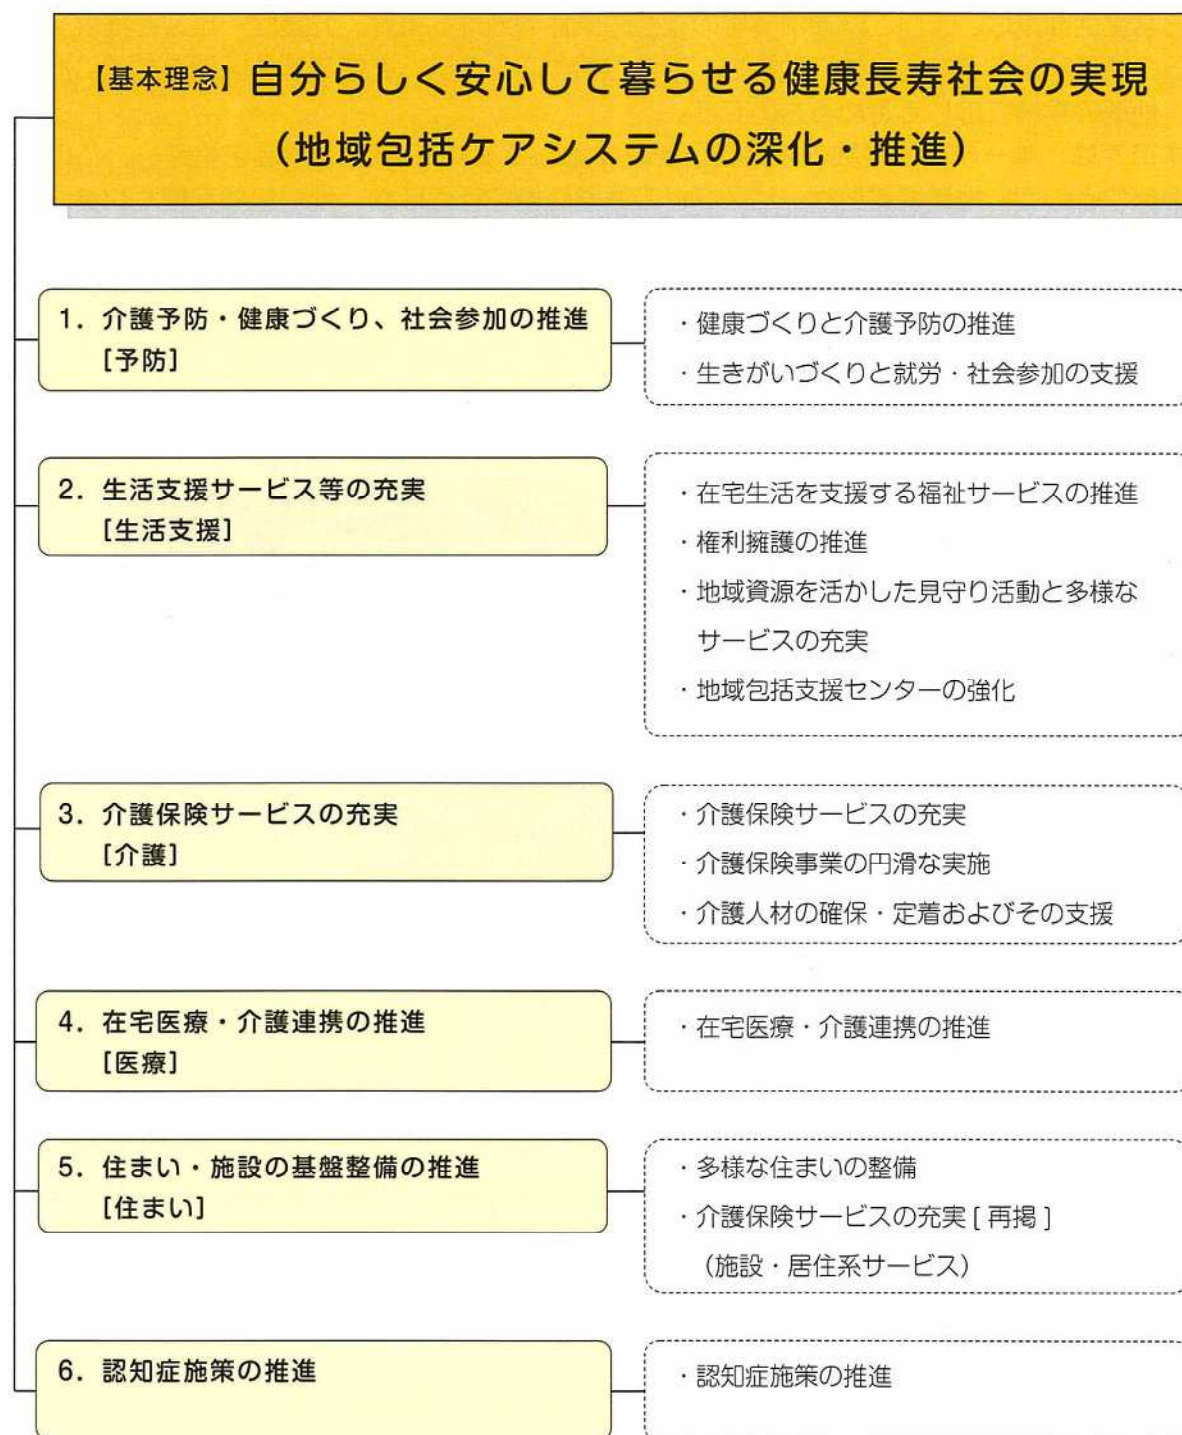 【基本理念】自分らしく安心して暮らせる健康長寿社会の実現
（地域包括ケアシステムの深化・推進）
1．介護予防・健康づくり、社会参加の推進
［予防］
・健康づくりと介護予防の推進
・生きがいづくりと就労・社会参加の支援
2．生活支援サービス等の充実
［生活支援］
・在宅生活を支援する福祉サービスの推進
・権利擁護の推進
・地域資源を活かした見守り活動と多様な
サービスの充実
・地域包括支援センターの強化
3．介護保険サービスの充実
［介護］
・介護保険サービスの充実
・介護保険事業の円滑な実施
・介護人材の確保・定着およびその支援
4．在宅医療・介護連携の推進
［医療］
・在宅医療・介護連携の推進
5．住まい・施設の基盤整備の推進
［住まい］
・多様な住まいの整備
・介護保険サービスの充実［再掲］
（施設・居住系サービス）
6．認知症施策の推進
・認知症施策の推進